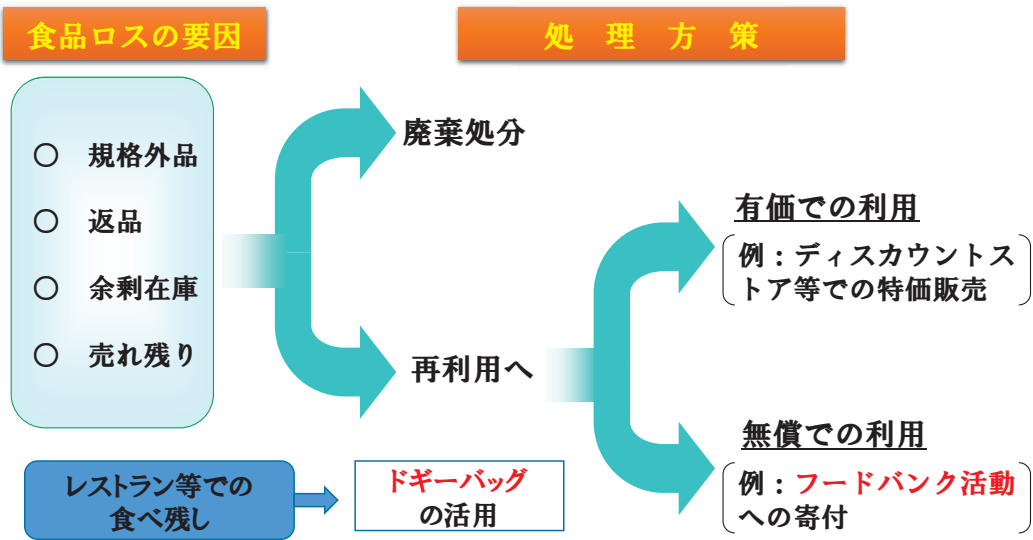 食品ロスの要因
処理方策
○ 規格外品
○ 返品
○ 余剰在庫
○ 売れ残り
廃棄処分
再利用へ
有価での利用
例：ディスカウントス
トア等での特価販売
無償での利用
例：フードバンク活動
への寄付
レストラン等での
食べ残し
ドギーバッグ
の活用